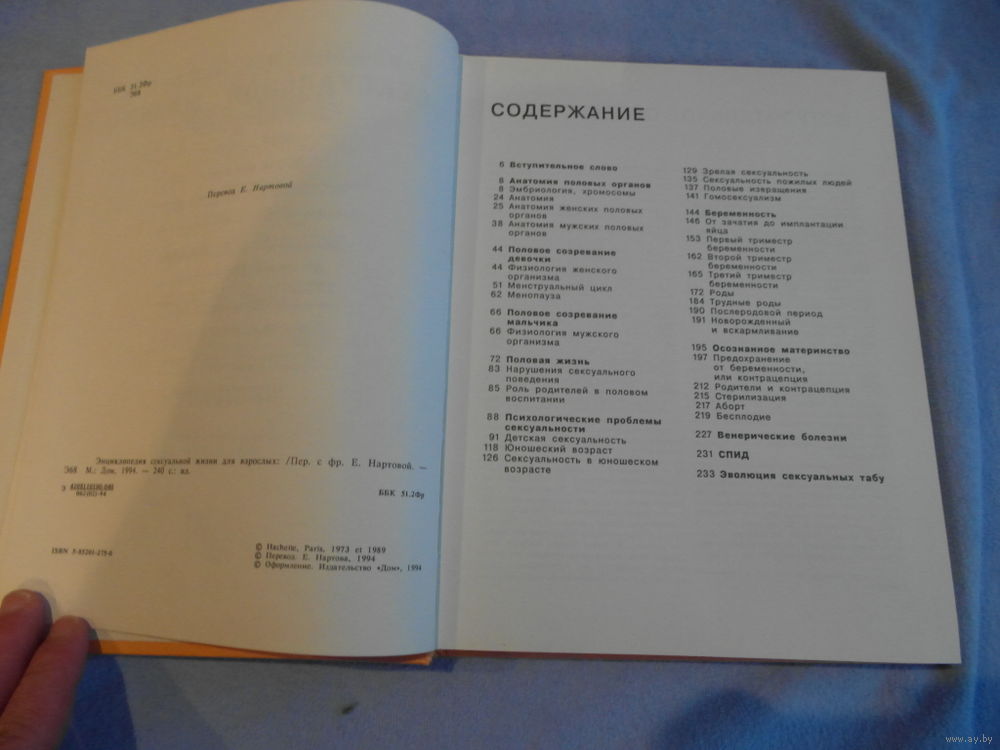 ББК 51.2Фр
Э68
Перевод Е. Нартовой
Энциклопедия сексуальной жизни для взрослых: /Пер. с фр. Е. Нартовой. —
Э68 М.: Дом, 1994. — 240 с.: ил.
Э
ББК 51.2Фр
ISBN 5-85201-275-0
© Hachette, Paris, 1973 et 1989
© Перевод. Е. Нартова, 1994
© Оформление. Издательство «Дом», 1994
СОДЕРЖАНИЕ
6 Вступительное слово
8 Анатомия половых органов
8 Эмбриология, хромосомы
24 Анатомия
25 Анатомия женских половых
органов
38 Анатомия мужских половых
органов
44 Половое созревание
девочки
44 Физиология женского
организма
51 Менструальный цикл
62 Менопауза
66 Половое созревание
мальчика
66 Физиология мужского
организма
72 Половая жизнь
83 Нарушения сексуального
поведения
85 Роль родителей в половом
воспитании
88 Психологические проблемы
сексуальности
91 Детская сексуальность
118 Юношеский возраст
126 Сексуальность в юношеском
возрасте
129 Зрелая сексуальность
135 Сексуальность пожилых людей
137 Половые извращения
141 Гомосексуализм
144 Беременность
146 От зачатия до имплантации
яйца
153 Первый триместр
беременности
162 Второй триместр
беременности
165 Третий триместр
беременности
172 Роды
184 Трудные роды
190 Послеродовой период
191 Новорожденный
и вскармливание
195 Осознанное материнство
197 Предохранение
от беременности,
или контрацепция
212 Родители и контрацепция
215 Стерилизация
217 Аборт
219 Бесплодие
227 Венерические болезни
231 СПИД
233 Эволюция сексуальных табу
www.ay.by